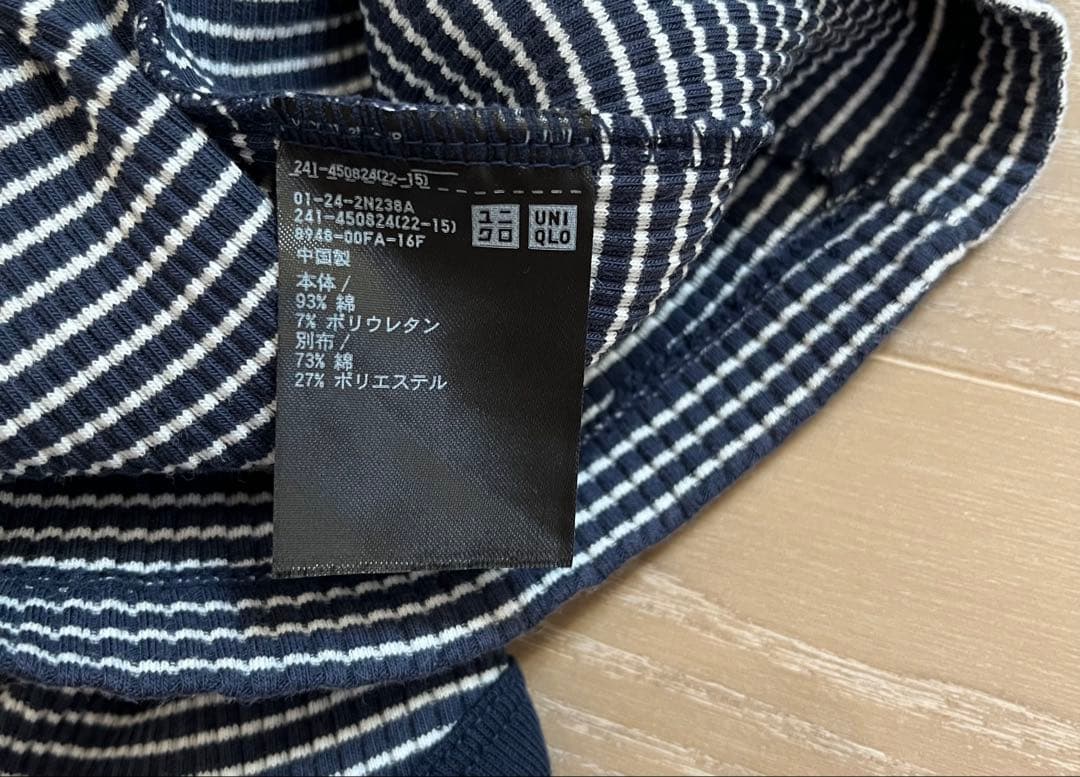 241-450824(22-15)
01-24-2N238A
241-450824(22-15)
8948-00FA-16F
ユニクロ
UNIQLO
中国製
本体 /
93% 綿
7% ポリウレタン
別布 /
73% 綿
27% ポリエステル